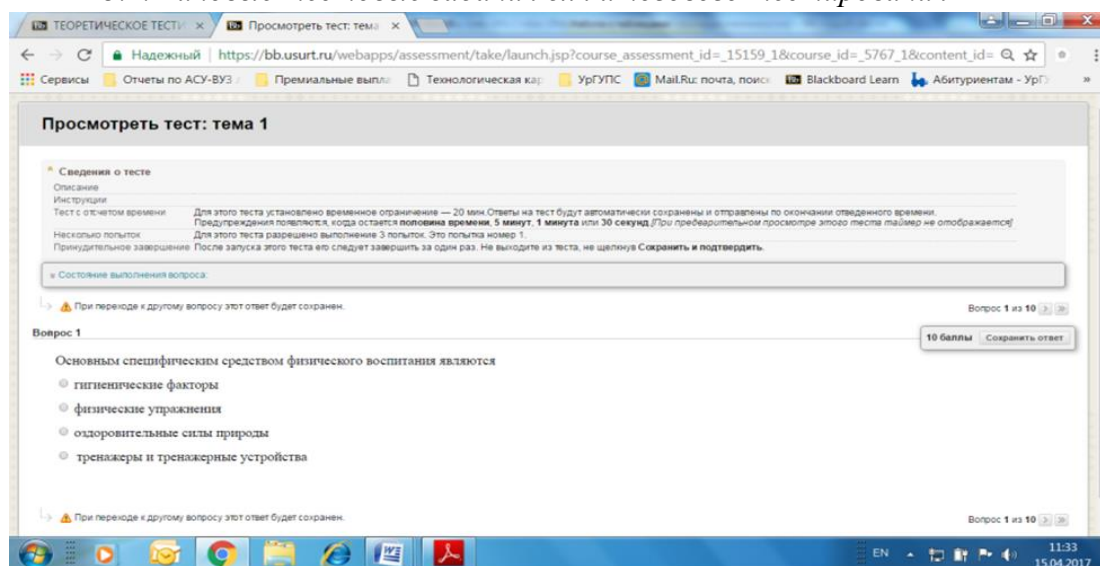 ТЕОРЕТИЧЕСКОЕ ТЕСТИ × Просмотреть тест: тема ×
Надежный | https://bb.usurt.ru/webapps/assessment/take/launch.jsp?course_assessment_id=_15159_1&course_id=_5767_1&content_id=
Сервисы Отчеты по АСУ-ВУЗ / Премиальные выпла Технологическая кар УрГУПС Mail.Ru: почта, поиск Blackboard Learn Абитуриентам - УрГ »
Просмотреть тест: тема 1
* Сведения о тесте
Описание
Инструкции
Тест с отсчетом времени Для этого теста установлено временное ограничение — 20 мин.Ответы на тест будут автоматически сохранены и отправлены по окончании отведенного времени.
Предупреждения появляются, когда остается половина времени, 5 минут, 1 минута или 30 секунд.[При предварительном просмотре этого теста таймер не отображается]
Несколько попыток Для этого теста разрешено выполнение 3 попыток. Это попытка номер 1.
Принудительное завершение После запуска этого теста его следует завершить за один раз. Не выходите из теста, не щелкнув Сохранить и подтвердить.
Состояние выполнения вопроса:
При переходе к другому вопросу этот ответ будет сохранен. Вопрос 1 из 10 > »
Вопрос 1 10 баллы Сохранить ответ
Основным специфическим средством физического воспитания являются
гигиенические факторы
физические упражнения
оздоровительные силы природы
тренажеры и тренажерные устройства
При переходе к другому вопросу этот ответ будет сохранен. Вопрос 1 из 10 > »
EN 11:33
15.04.2017